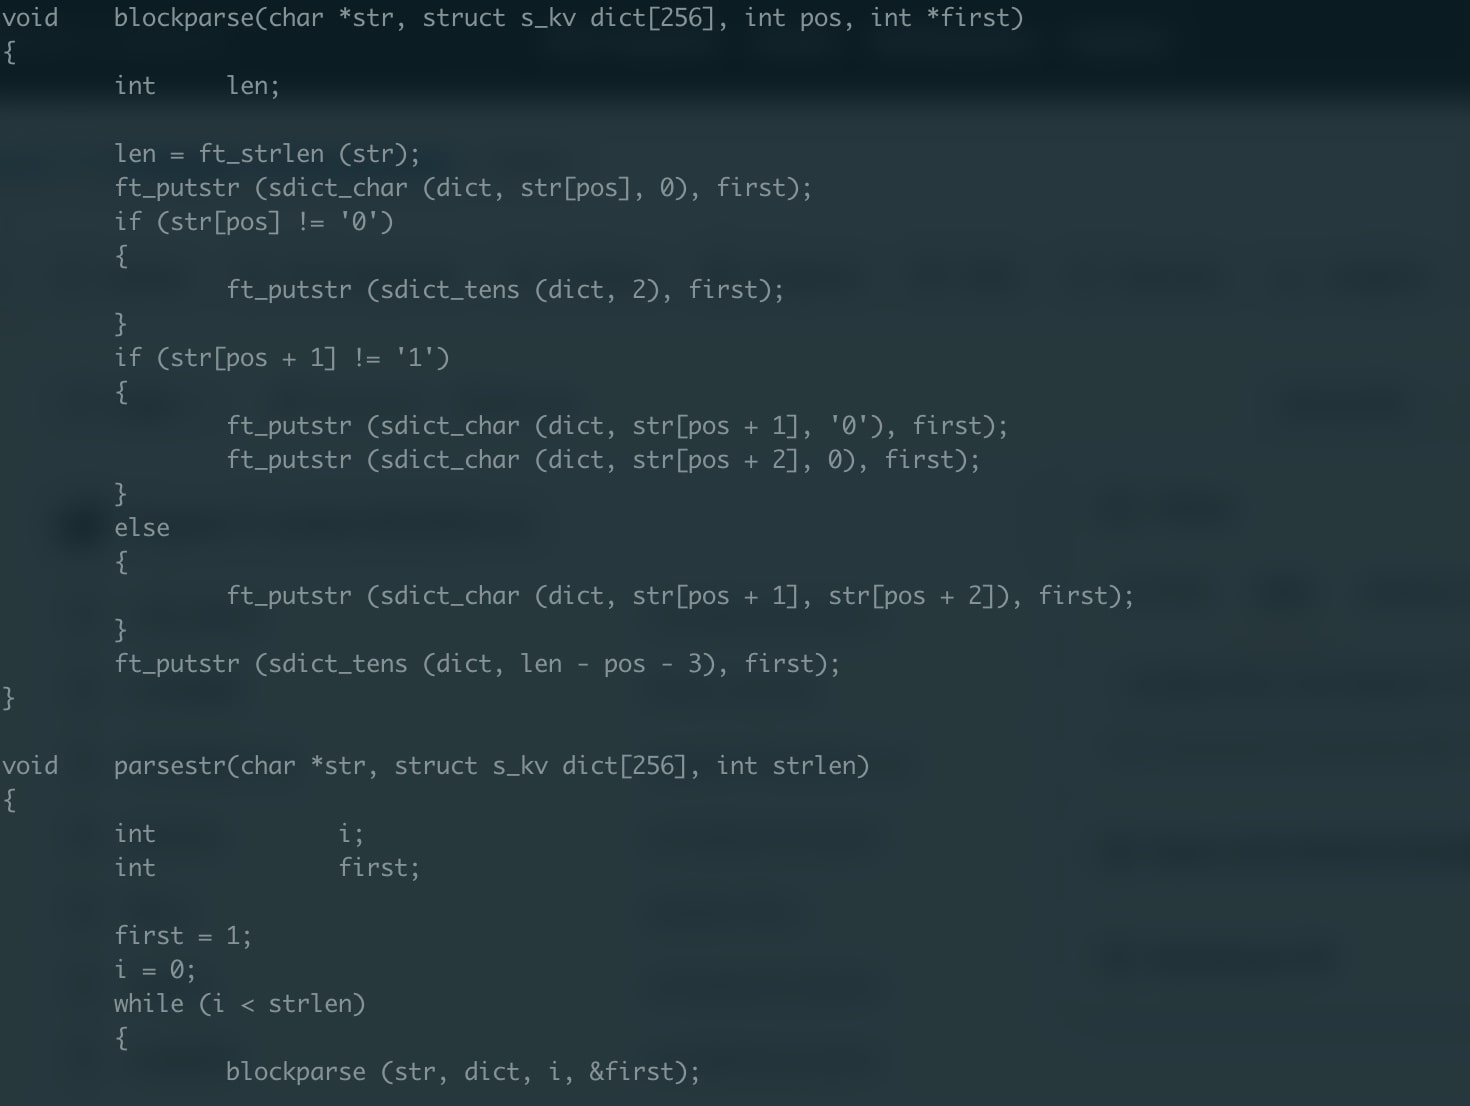 void    blockparse(char *str, struct s_kv dict[256], int pos, int *first)
{
        int     len;

        len = ft_strlen (str);
        ft_putstr (sdict_char (dict, str[pos], 0), first);
        if (str[pos] != '0')
        {
                ft_putstr (sdict_tens (dict, 2), first);
        }
        if (str[pos + 1] != '1')
        {
                ft_putstr (sdict_char (dict, str[pos + 1], '0'), first);
                ft_putstr (sdict_char (dict, str[pos + 2], 0), first);
        }
        else
        {
                ft_putstr (sdict_char (dict, str[pos + 1], str[pos + 2]), first);
        }
        ft_putstr (sdict_tens (dict, len - pos - 3), first);
}

void    parsestr(char *str, struct s_kv dict[256], int strlen)
{
        int             i;
        int             first;

        first = 1;
        i = 0;
        while (i < strlen)
        {
                blockparse (str, dict, i, &first);